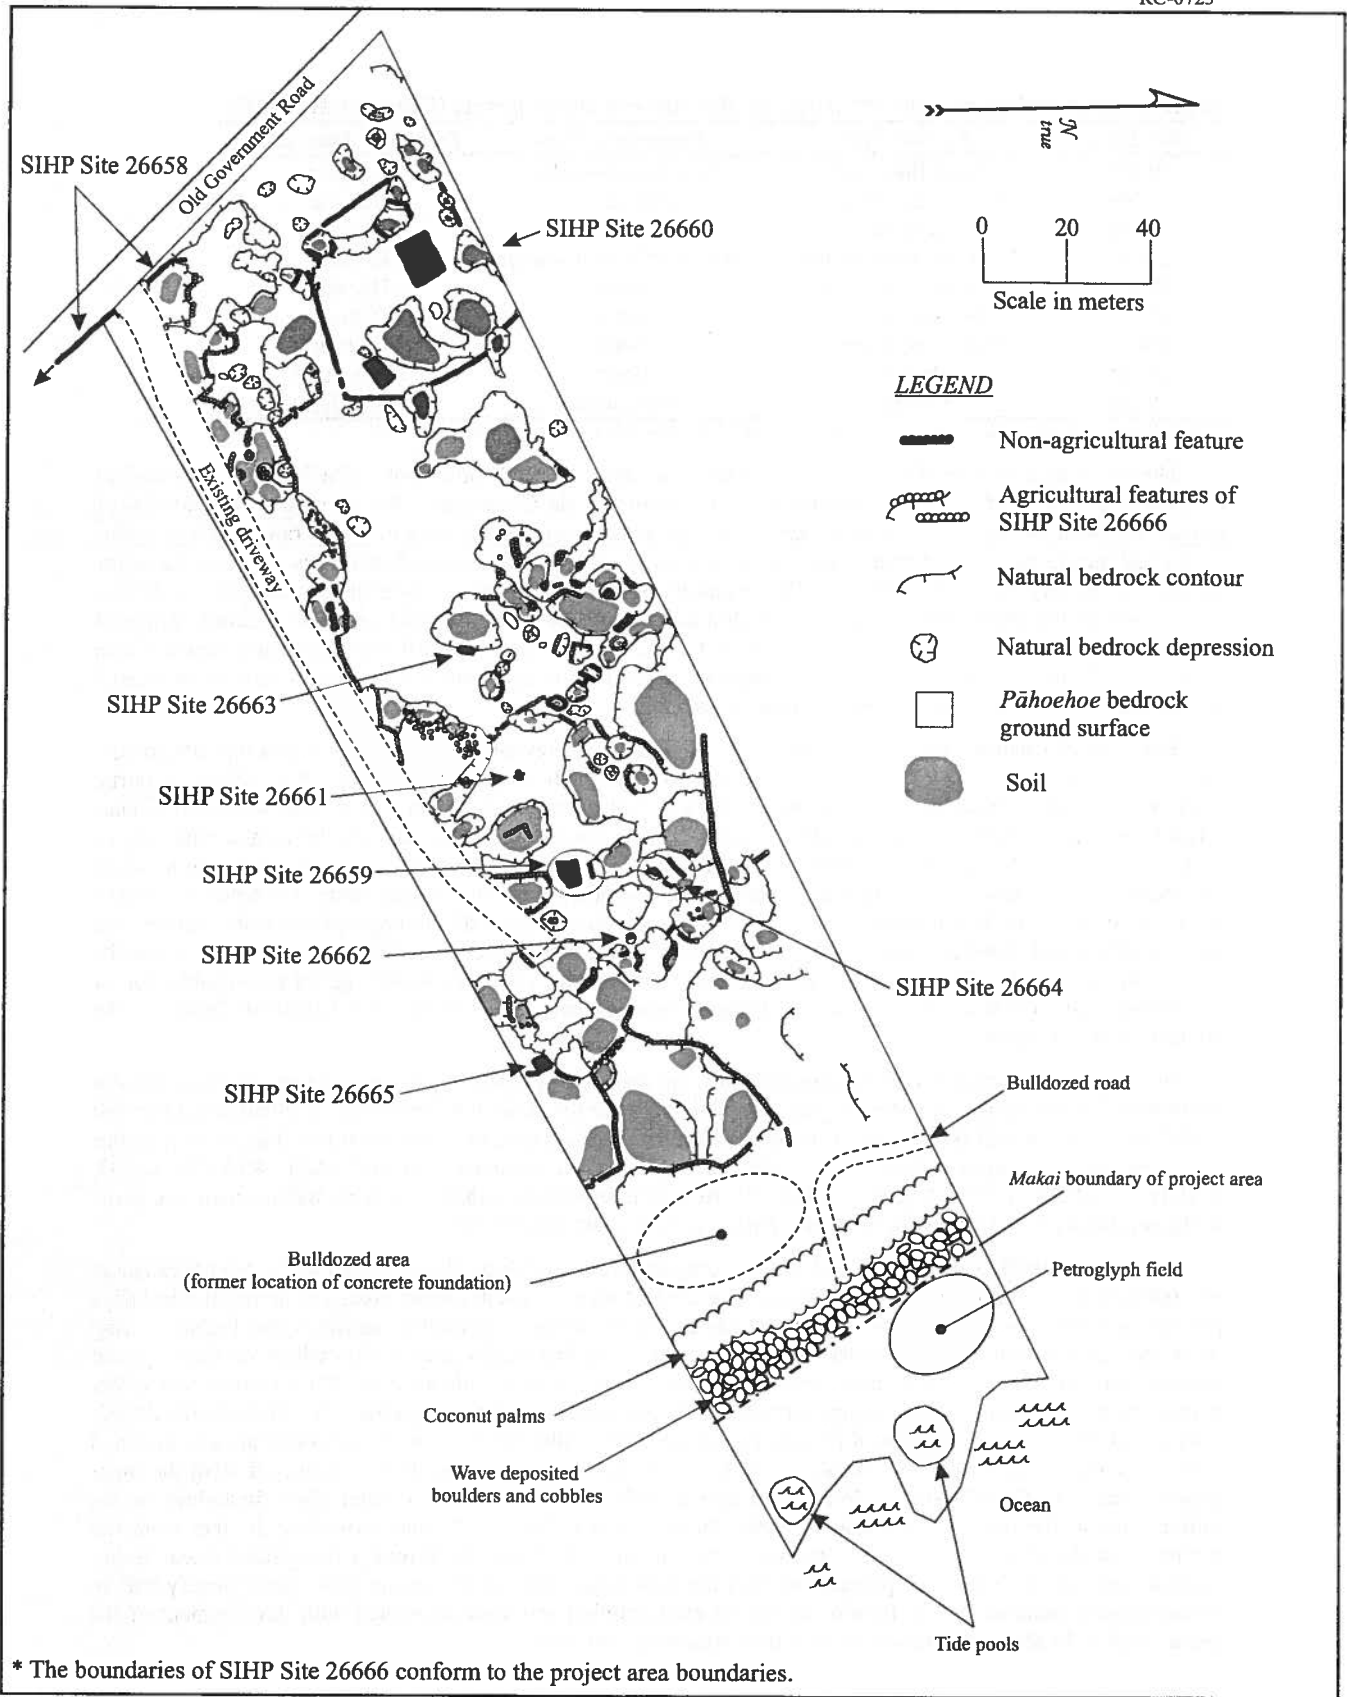 Old Government Road
SIHP Site 26658
N
true
SIHP Site 26660
0 20 40
Scale in meters
LEGEND
Non-agricultural feature
Agricultural features of
SIHP Site 26666
Natural bedrock contour
Natural bedrock depression
Pāhoehoe bedrock
ground surface
Soil
Existing driveway
SIHP Site 26663
SIHP Site 26661
SIHP Site 26659
SIHP Site 26662
SIHP Site 26664
SIHP Site 26665
Bulldozed road
Makai boundary of project area
Bulldozed area
(former location of concrete foundation)
Petroglyph field
Coconut palms
Wave deposited
boulders and cobbles
Ocean
Tide pools
* The boundaries of SIHP Site 26666 conform to the project area boundaries.